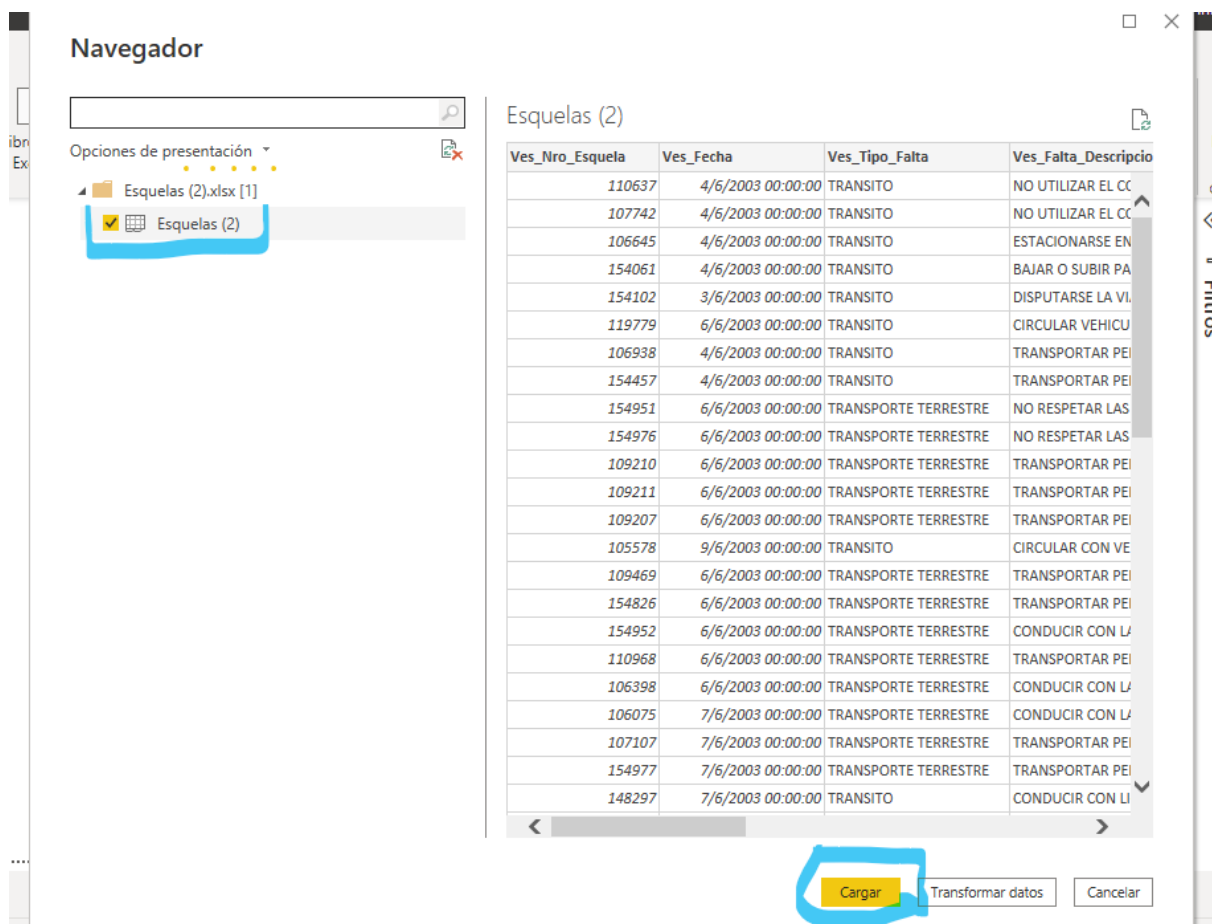 Navegador
Opciones de presentación
Esquelas (2).xlsx [1]
Esquelas (2)
Esquelas (2)
Ves_Nro_Esquela Ves_Fecha Ves_Tipo_Falta Ves_Falta_Descripcio
110637 4/6/2003 00:00:00 TRANSITO NO UTILIZAR EL CO
107742 4/6/2003 00:00:00 TRANSITO NO UTILIZAR EL CO
106645 4/6/2003 00:00:00 TRANSITO ESTACIONARSE EN
154061 4/6/2003 00:00:00 TRANSITO BAJAR O SUBIR PA
154102 3/6/2003 00:00:00 TRANSITO DISPUTARSE LA VI
119779 6/6/2003 00:00:00 TRANSITO CIRCULAR VEHICU
106938 4/6/2003 00:00:00 TRANSITO TRANSPORTAR PE
154457 4/6/2003 00:00:00 TRANSITO TRANSPORTAR PE
154951 6/6/2003 00:00:00 TRANSPORTE TERRESTRE NO RESPETAR LAS
154976 6/6/2003 00:00:00 TRANSPORTE TERRESTRE NO RESPETAR LAS
109210 6/6/2003 00:00:00 TRANSPORTE TERRESTRE TRANSPORTAR PE
109211 6/6/2003 00:00:00 TRANSPORTE TERRESTRE TRANSPORTAR PE
109207 6/6/2003 00:00:00 TRANSPORTE TERRESTRE TRANSPORTAR PE
105578 9/6/2003 00:00:00 TRANSITO CIRCULAR CON VE
109469 6/6/2003 00:00:00 TRANSPORTE TERRESTRE TRANSPORTAR PE
154826 6/6/2003 00:00:00 TRANSPORTE TERRESTRE TRANSPORTAR PE
154952 6/6/2003 00:00:00 TRANSPORTE TERRESTRE CONDUCIR CON LA
110968 6/6/2003 00:00:00 TRANSPORTE TERRESTRE TRANSPORTAR PE
106398 6/6/2003 00:00:00 TRANSPORTE TERRESTRE CONDUCIR CON LA
106075 7/6/2003 00:00:00 TRANSPORTE TERRESTRE CONDUCIR CON LA
107107 7/6/2003 00:00:00 TRANSPORTE TERRESTRE TRANSPORTAR PE
154977 7/6/2003 00:00:00 TRANSPORTE TERRESTRE TRANSPORTAR PE
148297 7/6/2003 00:00:00 TRANSITO CONDUCIR CON LI
Cargar Transformar datos Cancelar
ibr
Ex
Filtros